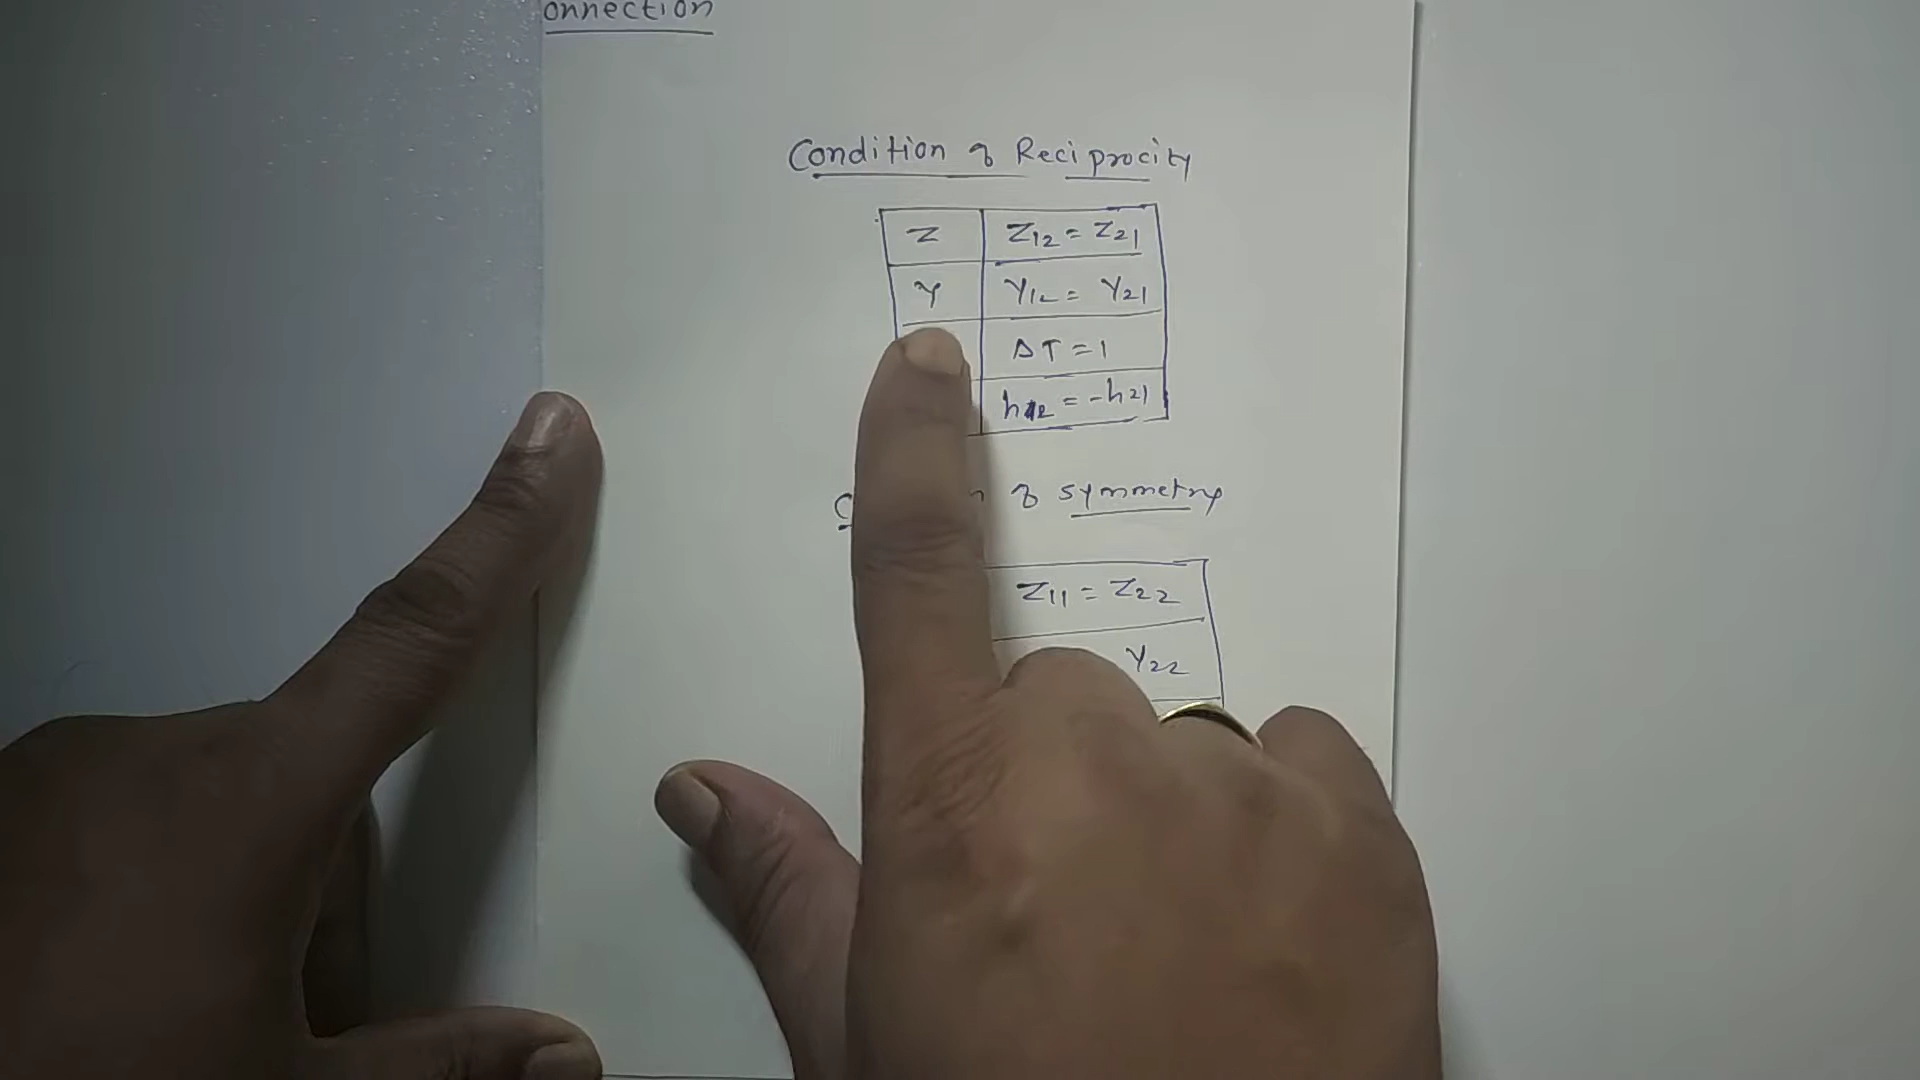 onnection
Condition of Reciprocity
Z Z12 = Z21
Y Y12 = Y21
ΔT = 1
h12 = -h21
of symmetry
Z11 = Z22
Y22